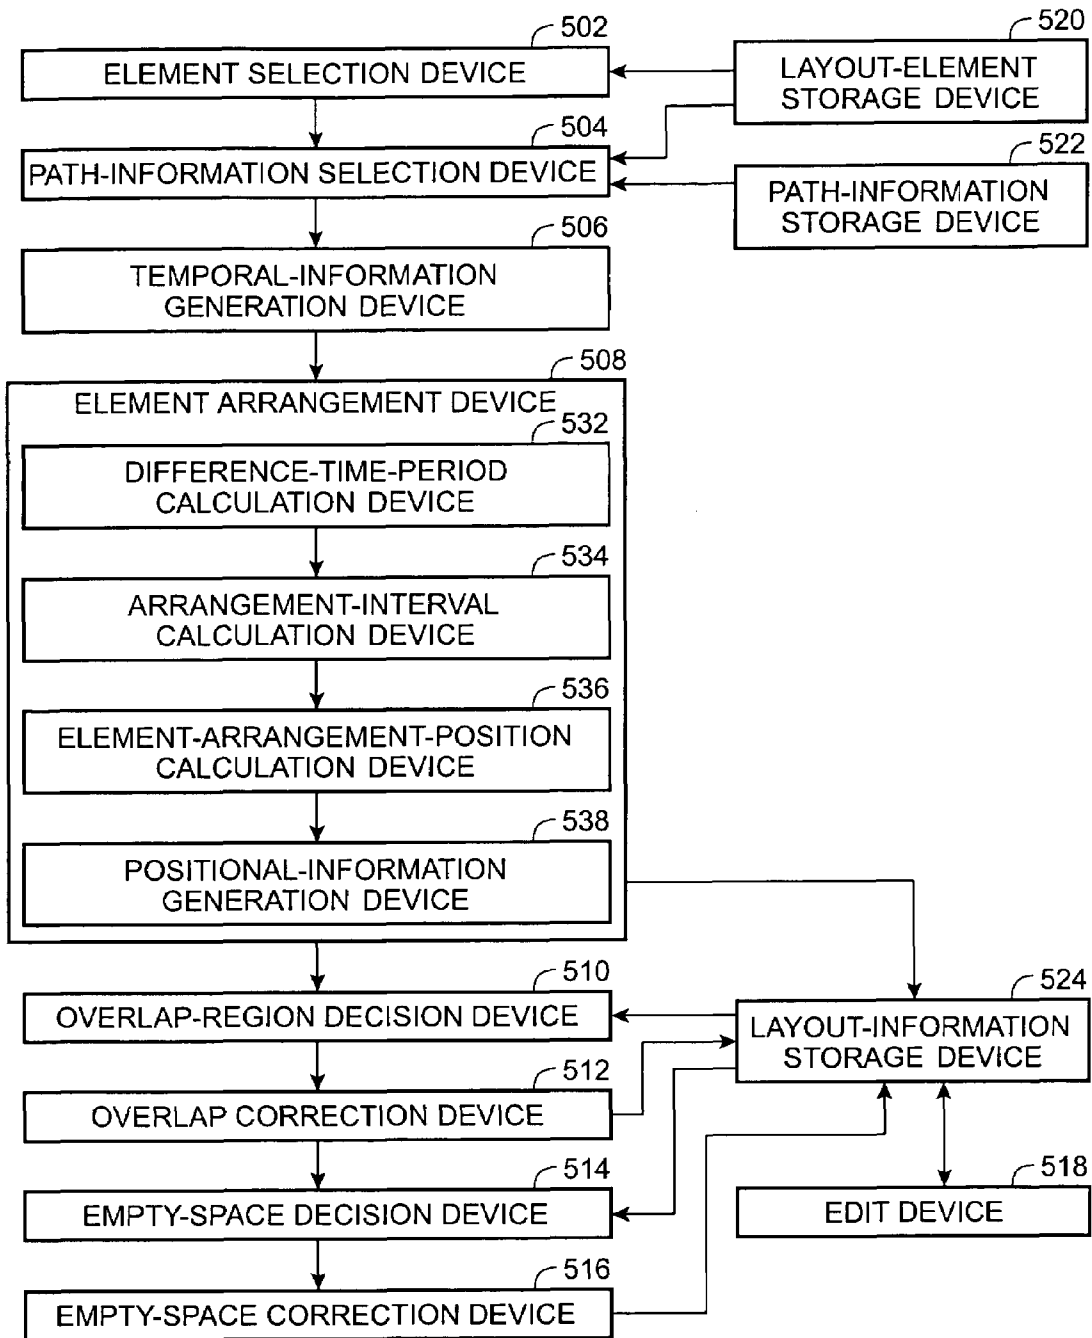 502
ELEMENT SELECTION DEVICE
520
LAYOUT-ELEMENT
STORAGE DEVICE
504
PATH-INFORMATION SELECTION DEVICE
522
PATH-INFORMATION
STORAGE DEVICE
506
TEMPORAL-INFORMATION
GENERATION DEVICE
508
ELEMENT ARRANGEMENT DEVICE
532
DIFFERENCE-TIME-PERIOD
CALCULATION DEVICE
534
ARRANGEMENT-INTERVAL
CALCULATION DEVICE
536
ELEMENT-ARRANGEMENT-POSITION
CALCULATION DEVICE
538
POSITIONAL-INFORMATION
GENERATION DEVICE
510
OVERLAP-REGION DECISION DEVICE
524
LAYOUT-INFORMATION
STORAGE DEVICE
512
OVERLAP CORRECTION DEVICE
514
EMPTY-SPACE DECISION DEVICE
518
EDIT DEVICE
516
EMPTY-SPACE CORRECTION DEVICE